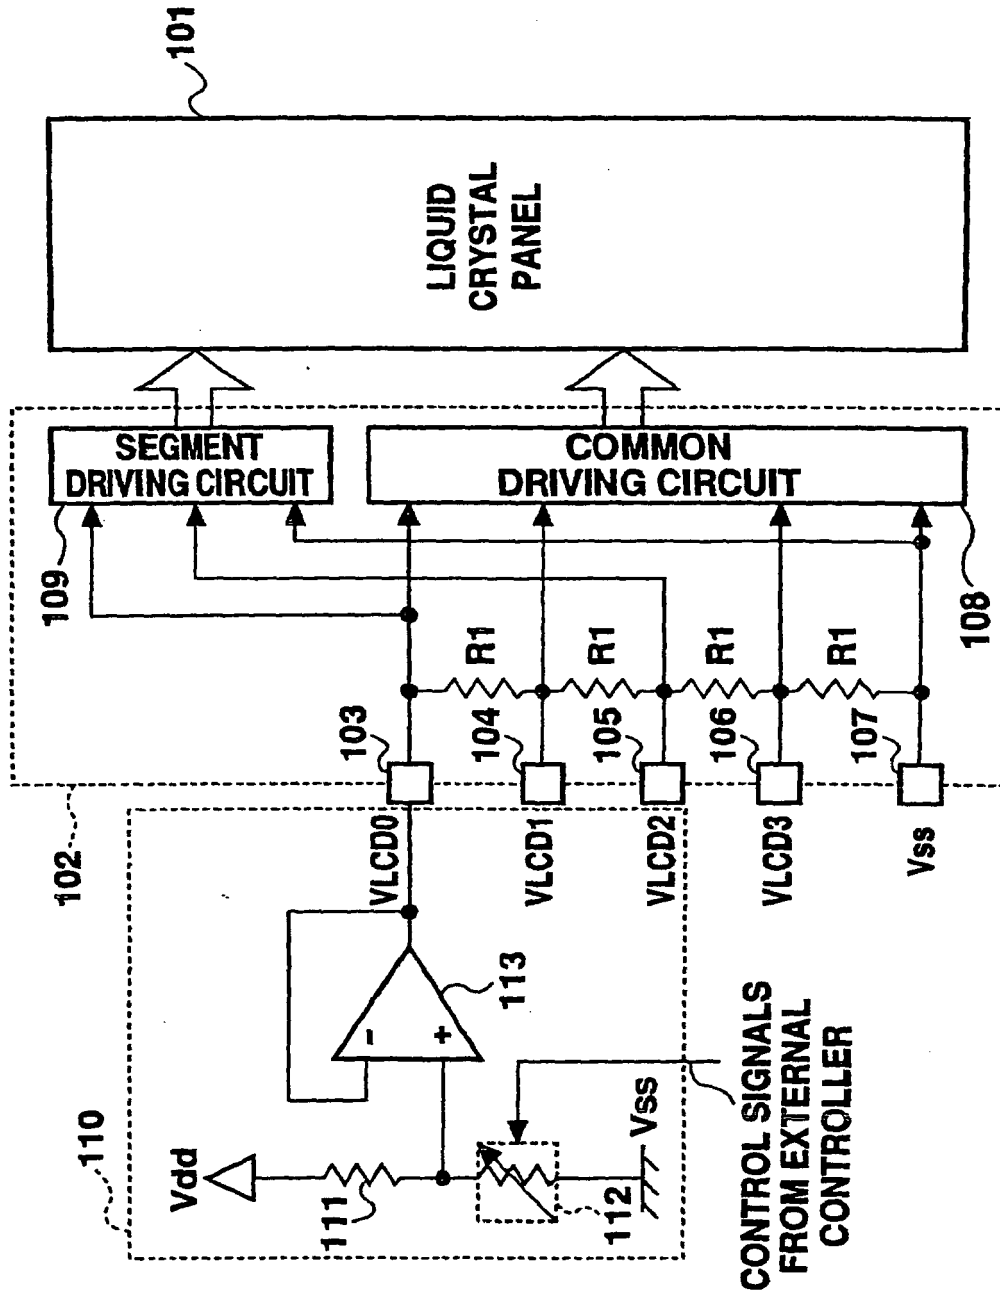 101
LIQUID
CRYSTAL
PANEL
SEGMENT
DRIVING CIRCUIT
COMMON
DRIVING CIRCUIT
109
108
R1
R1
R1
R1
103
104
105
106
107
102
VLCD0
VLCD1
VLCD2
VLCD3
Vss
110
-
+
113
Vdd
111
112
Vss
CONTROL SIGNALS
FROM EXTERNAL
CONTROLLER